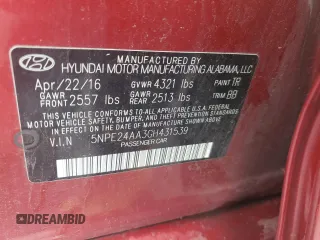 HYUNDAI MOTOR MANUFACTURING ALABAMA, LLC
Apr/22/16 GVWR 4321 lbs PAINT TR
GAWR FRONT 2557 lbs GAWR REAR 2513 lbs TRIM BB
THIS VEHICLE CONFORMS TO ALL APPLICABLE U.S.A. FEDERAL
MOTOR VEHICLE SAFETY, BUMPER, AND THEFT PREVENTION
STANDARDS IN EFFECT ON THE DATE OF MANUFACTURE SHOWN ABOVE.
V.I.N 5NPE24AA3GH431539
PASSENGER CAR
DREAMBID